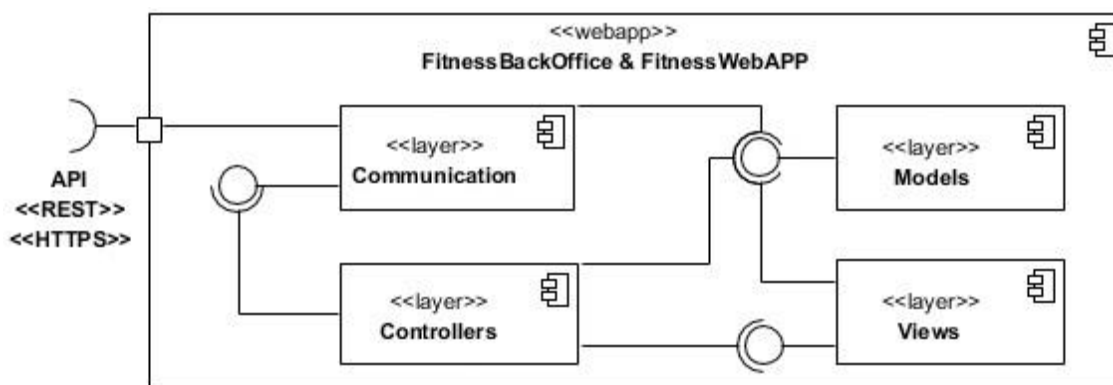 <<webapp>>
FitnessBackOffice & FitnessWebAPP
API
<<REST>>
<<HTTPS>>
<<layer>>
Communication
<<layer>>
Models
<<layer>>
Controllers
<<layer>>
Views